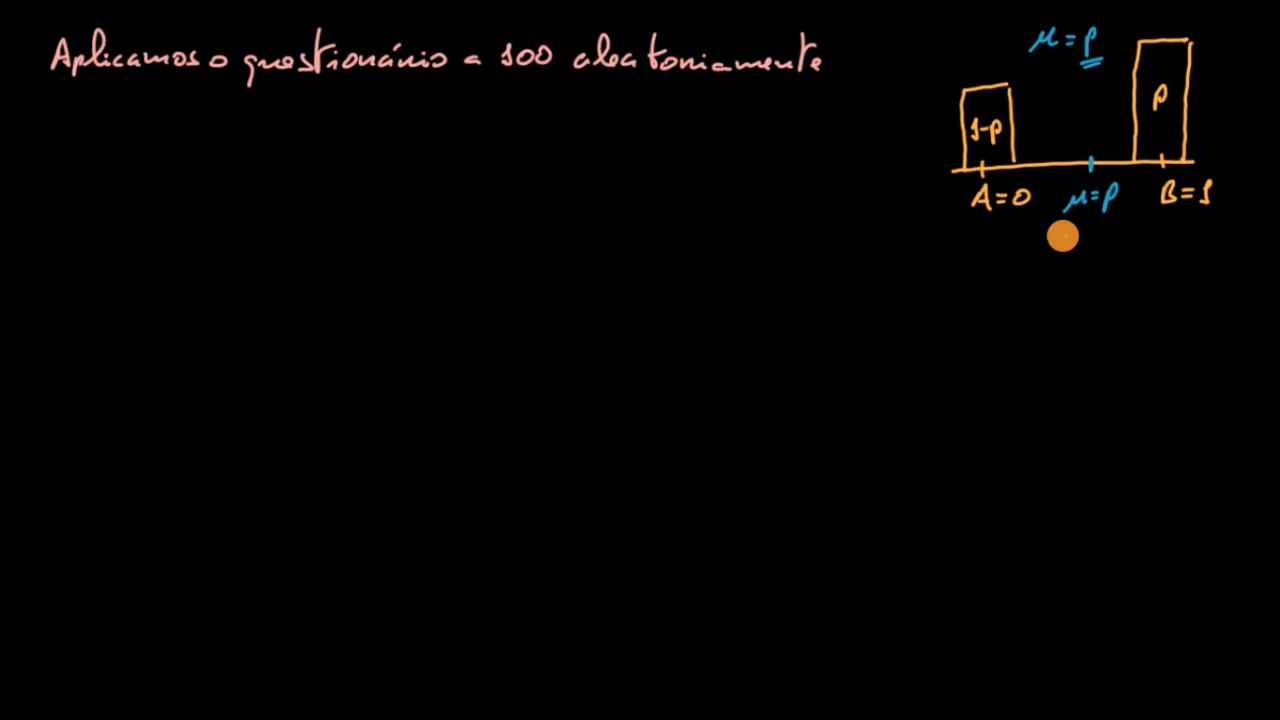 Aplicamos o questionário a 100 aleatoriamente
μ = p
1-p
p
A = 0
μ = p
B = 1